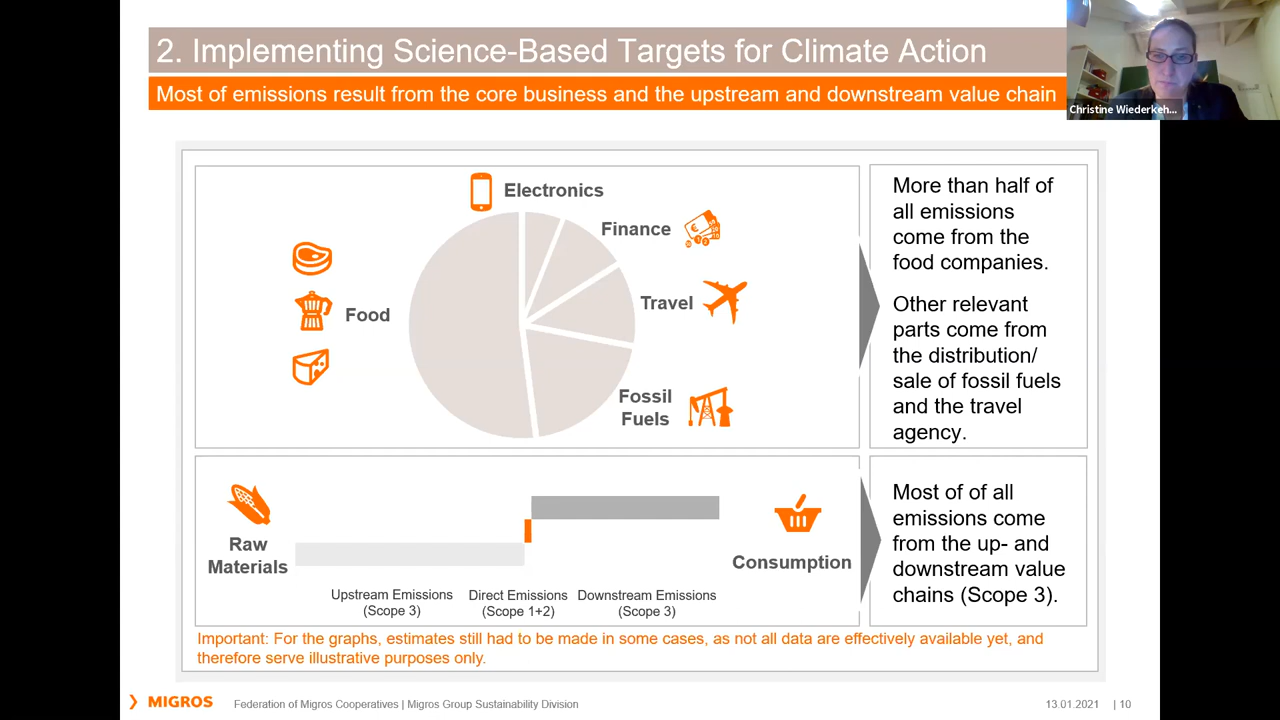 2. Implementing Science-Based Targets for Climate Action
Most of emissions result from the core business and the upstream and downstream value chain
Christine Wiederkeh...
Electronics
Finance
Travel
Food
Fossil
Fuels
More than half of
all emissions
come from the
food companies.
Other relevant
parts come from
the distribution/
sale of fossil fuels
and the travel
agency.
Raw
Materials
Consumption
Upstream Emissions
(Scope 3)
Direct Emissions
(Scope 1+2)
Downstream Emissions
(Scope 3)
Most of of all
emissions come
from the up- and
downstream value
chains (Scope 3).
Important: For the graphs, estimates still had to be made in some cases, as not all data are effectively available yet, and
therefore serve illustrative purposes only.
MIGROS
Federation of Migros Cooperatives | Migros Group Sustainability Division
13.01.2021 | 10